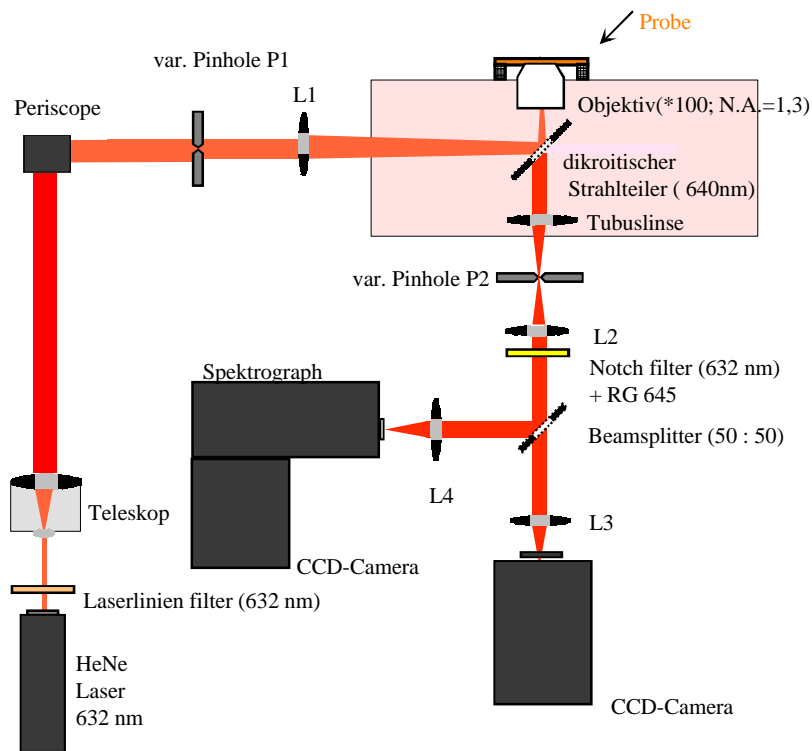 Probe
var. Pinhole P1
L1
Periscope
Objektiv(*100; N.A.=1,3)
dikroitischer
Strahlteiler ( 640nm)
Tubuslinse
var. Pinhole P2
L2
Notch filter (632 nm)
+ RG 645
Spektrograph
Beamsplitter (50 : 50)
L4
L3
Teleskop
CCD-Camera
Laserlinien filter (632 nm)
HeNe
Laser
632 nm
CCD-Camera